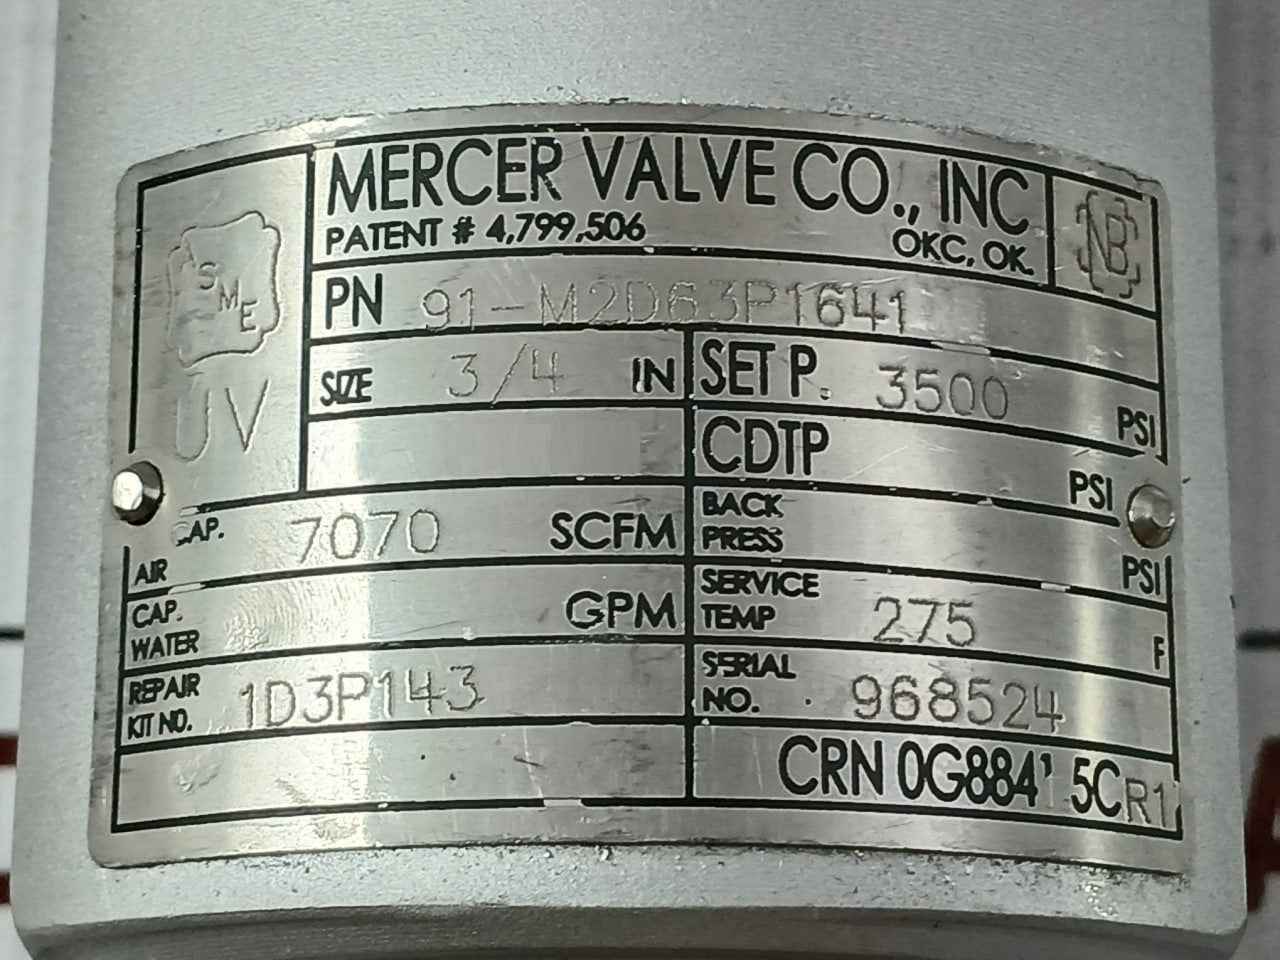 MERCER VALVE CO., INC
PATENT # 4,799,506 OKC, OK.
NB
ASME
UV
PN 91-M2D63P1641
SIZE 3/4 IN
SET P. 3500 PSI
CDTP PSI
CAP. AIR 7070 SCFM
BACK PRESS PSI
CAP. WATER GPM
SERVICE TEMP 275 F
REPAIR KIT NO. 1D3P143
SERIAL NO. 968524
CRN 0G884' 5CR1